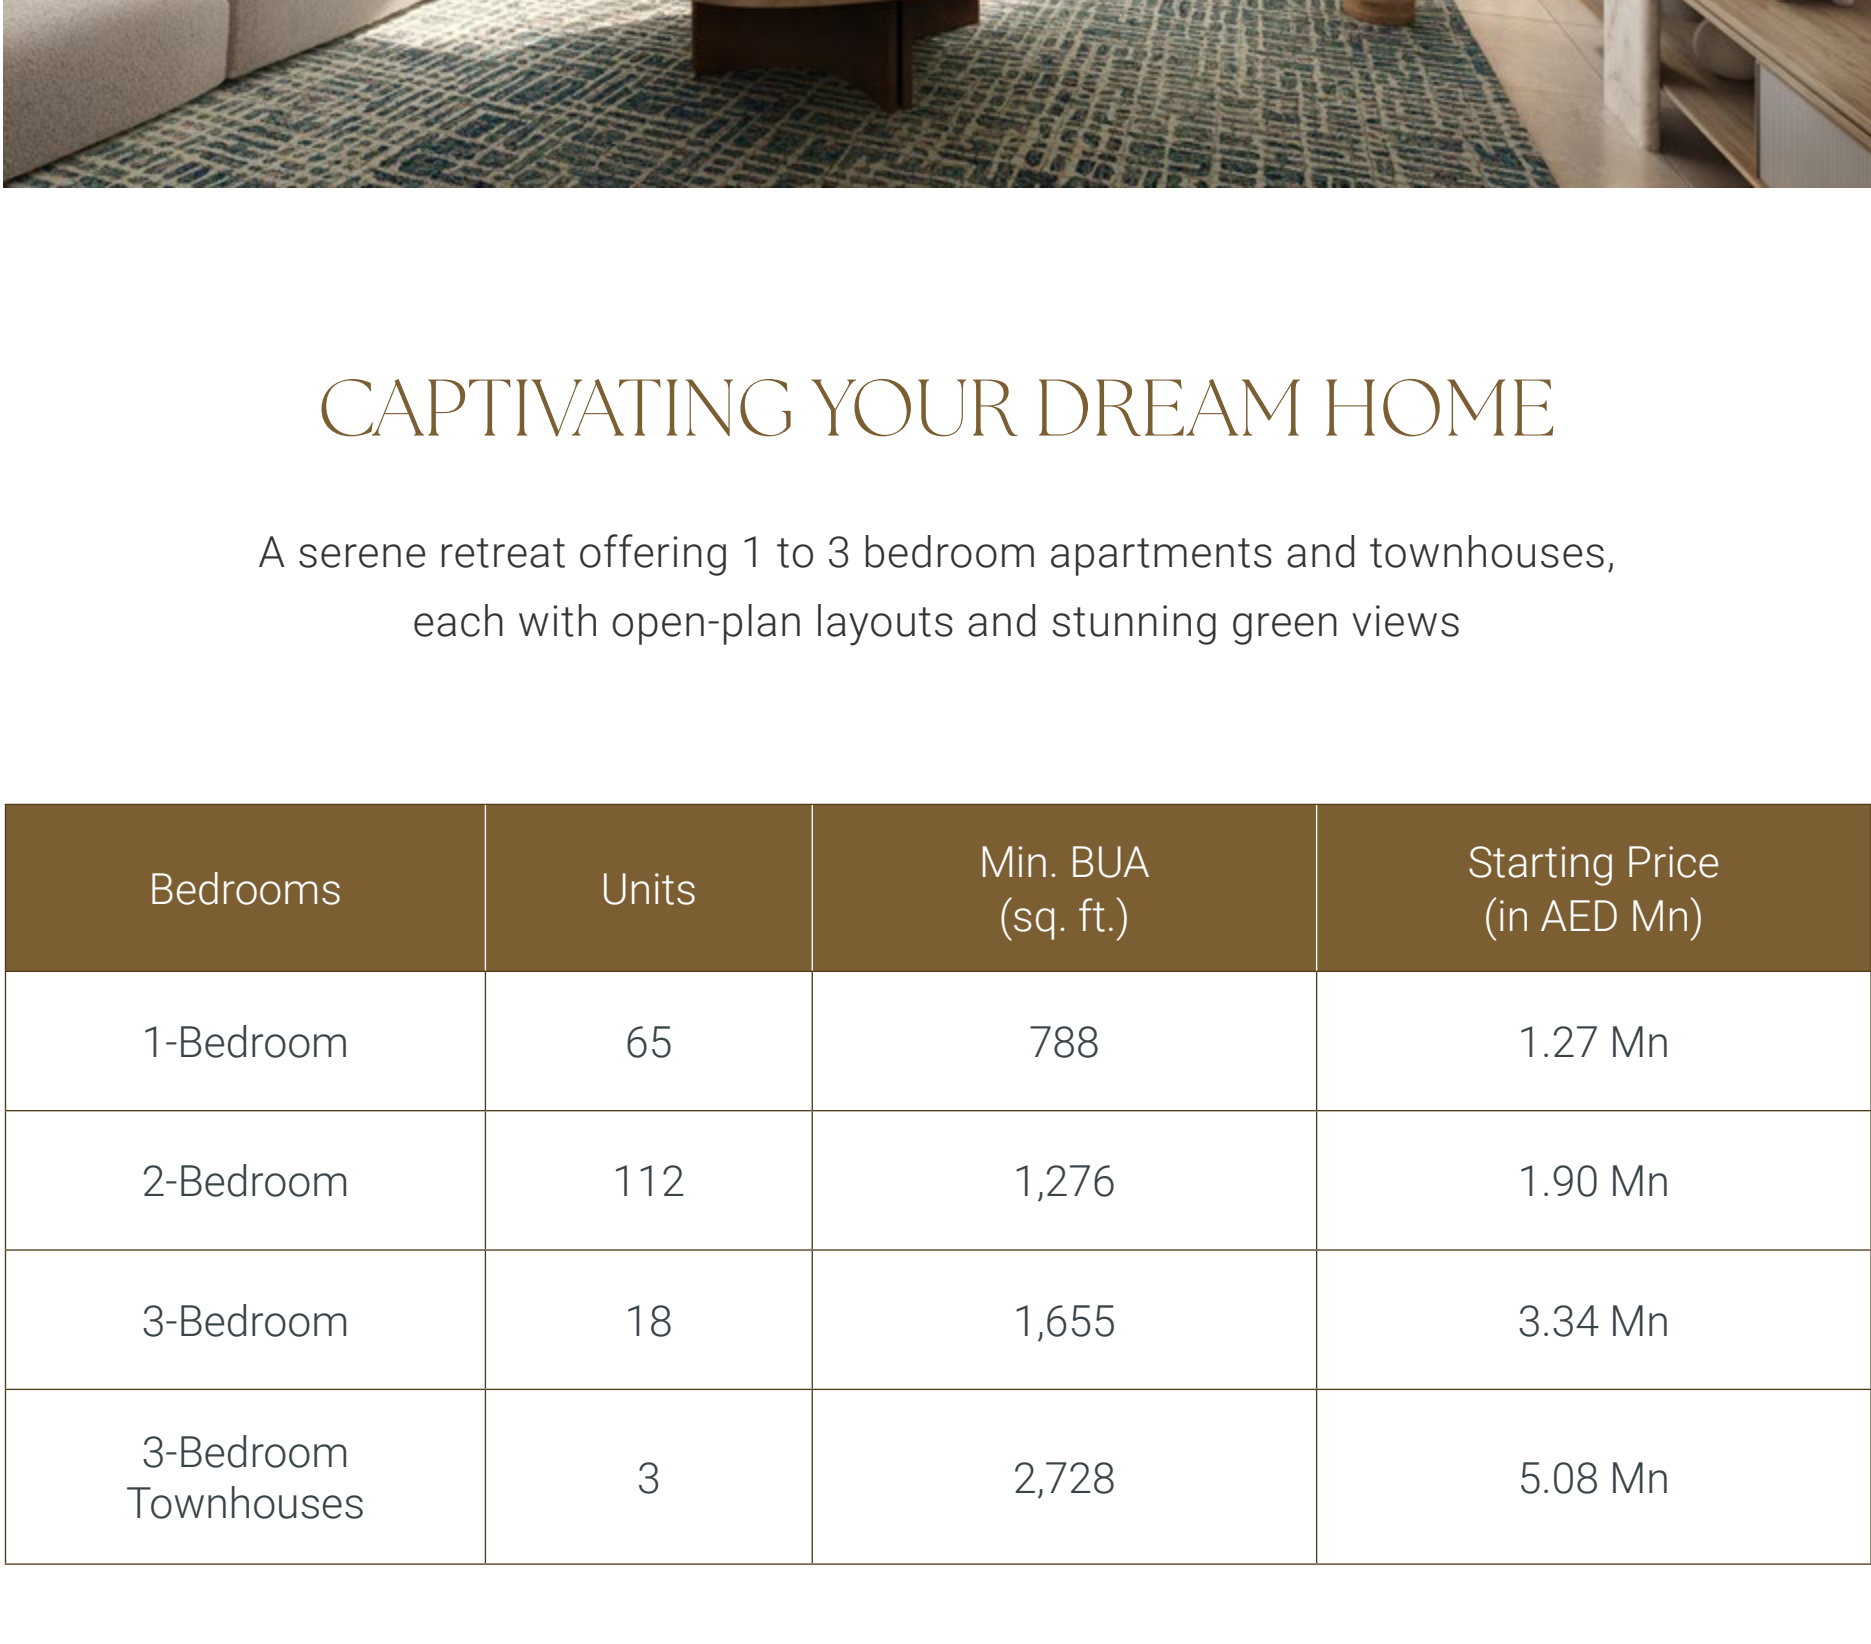 CAPTIVATING YOUR DREAM HOME
A serene retreat offering 1 to 3 bedroom apartments and townhouses,
each with open-plan layouts and stunning green views
Bedrooms
Units
Min. BUA
(sq. ft.)
Starting Price
(in AED Mn)
1-Bedroom
65
788
1.27 Mn
2-Bedroom
112
1,276
1.90 Mn
3-Bedroom
18
1,655
3.34 Mn
3-Bedroom
Townhouses
3
2,728
5.08 Mn